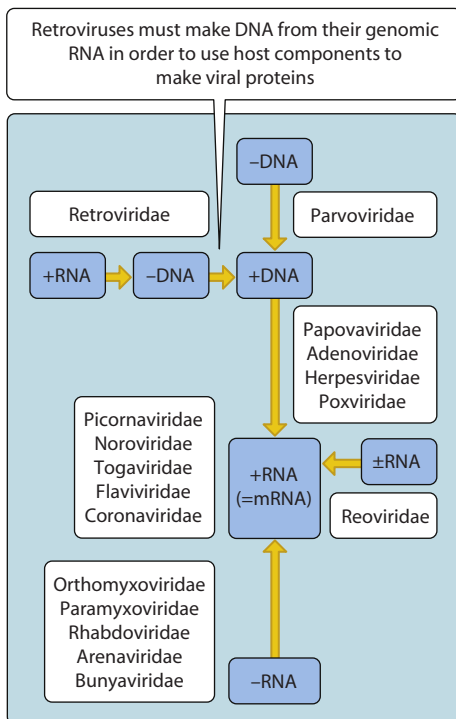 Retroviruses must make DNA from their genomic
RNA in order to use host components to
make viral proteins
–DNA
Retroviridae
Parvoviridae
+RNA
–DNA
+DNA
Papovaviridae
Adenoviridae
Herpesviridae
Poxviridae
Picornaviridae
Noroviridae
Togaviridae
Flaviviridae
Coronaviridae
+RNA
(=mRNA)
±RNA
Reoviridae
Orthomyxoviridae
Paramyxoviridae
Rhabdoviridae
Arenaviridae
Bunyaviridae
–RNA